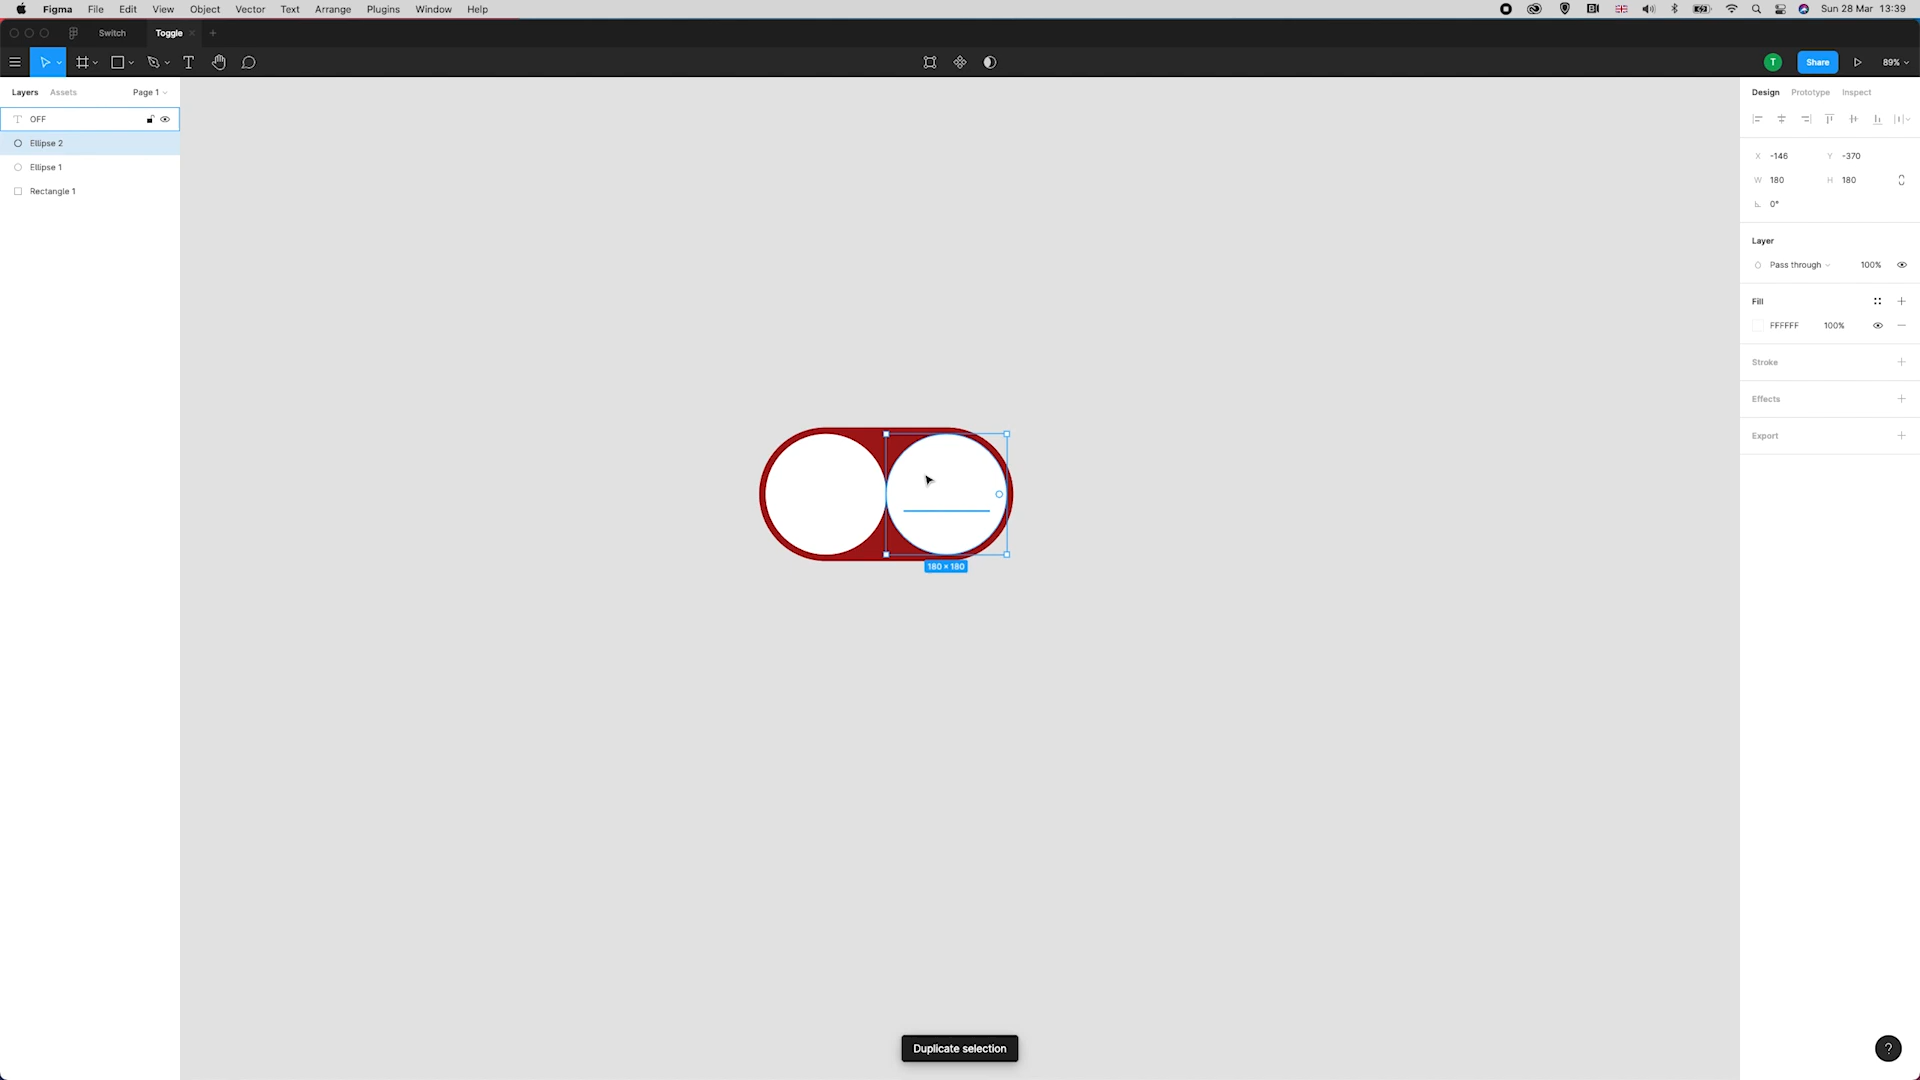 Figma File Edit View Object Vector Text Arrange Plugins Window Help Sun 28 Mar 13:39
Switch Toggle
T Share 89%
Layers Assets Page 1
OFF
Ellipse 2
Ellipse 1
Rectangle 1
180 × 180
Duplicate selection
Design Prototype Inspect
X -146 Y -370
W 180 H 180
0°
Layer
Pass through 100%
Fill
FFFFFF 100%
Stroke
Effects
Export
?